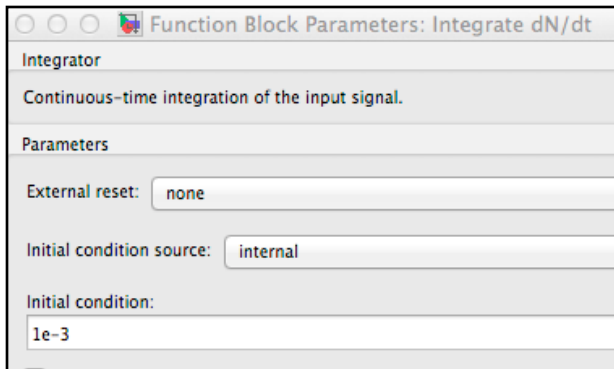 Function Block Parameters: Integrate dN/dt
Integrator
Continuous-time integration of the input signal.
Parameters
External reset: none
Initial condition source: internal
Initial condition:
1e-3